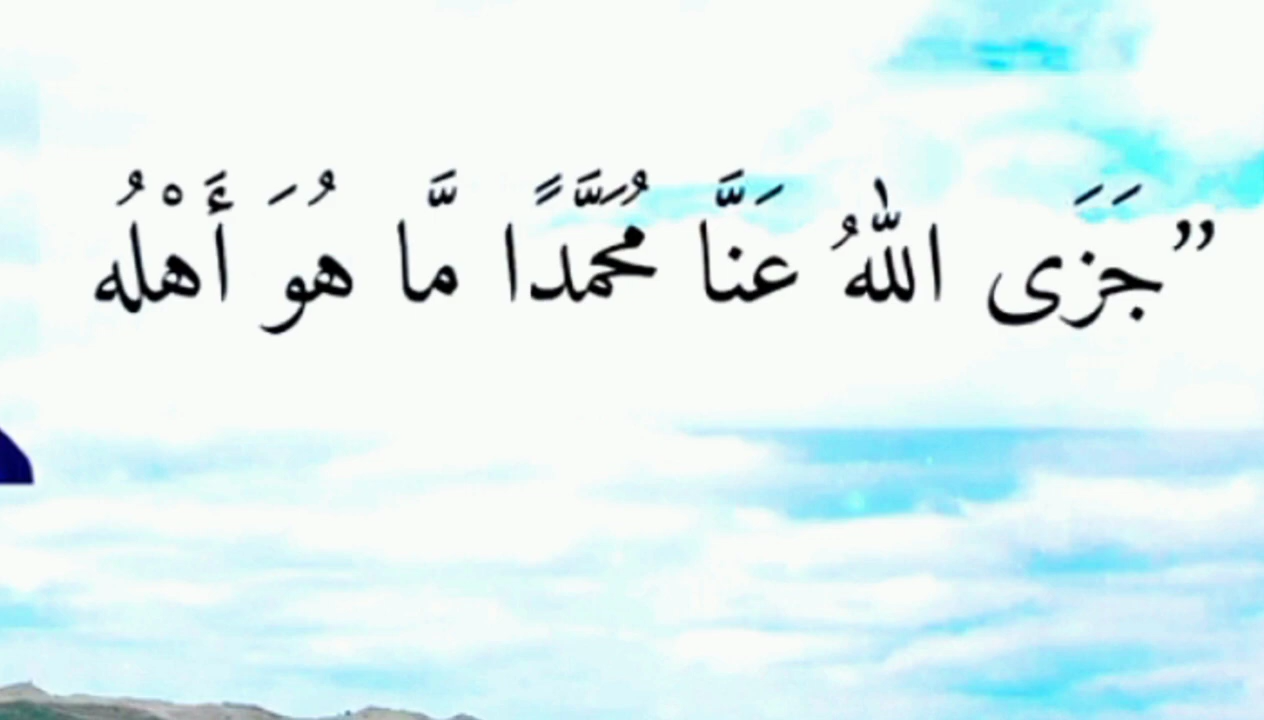 ”جَزَى اللّٰهُ عَنَّا مُحَمَّدًا مَّا هُوَ أَهْلُه